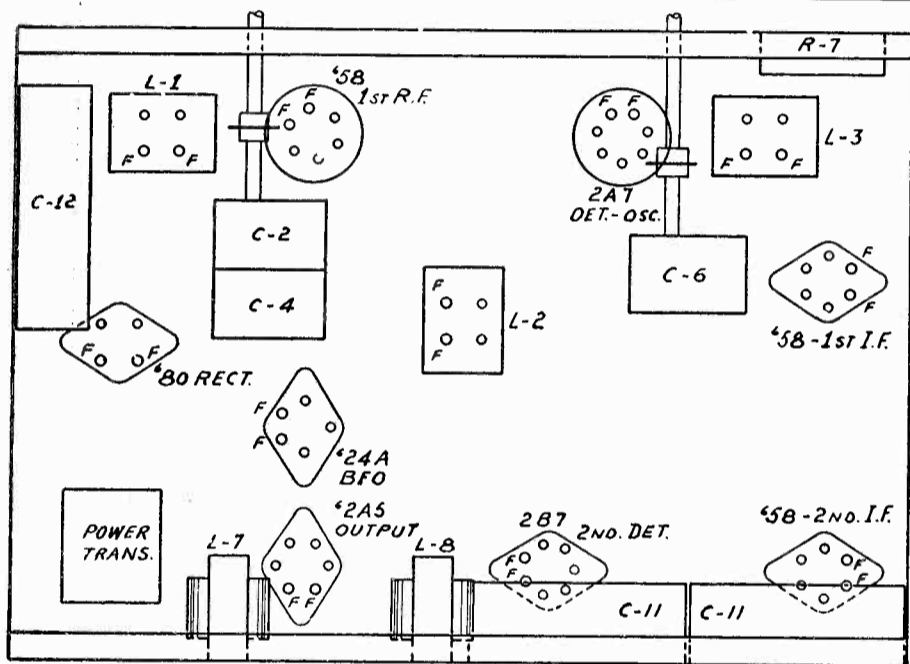 R-7
L-1
'58
1ST R.F.
F
F
F
F
F F
F
F
L-3
C-12
2A7
DET.-OSC.
C-2
C-4
C-6
F
F
F
F
L-2
'58-1ST I.F.
F
F
'80 RECT.
F
F
'24A
BFO
POWER
TRANS.
'2A5
OUTPUT
F F
L-7
L-8
2B7
2ND. DET.
F
F
'58-2ND. I.F.
F
F
C-11
C-11